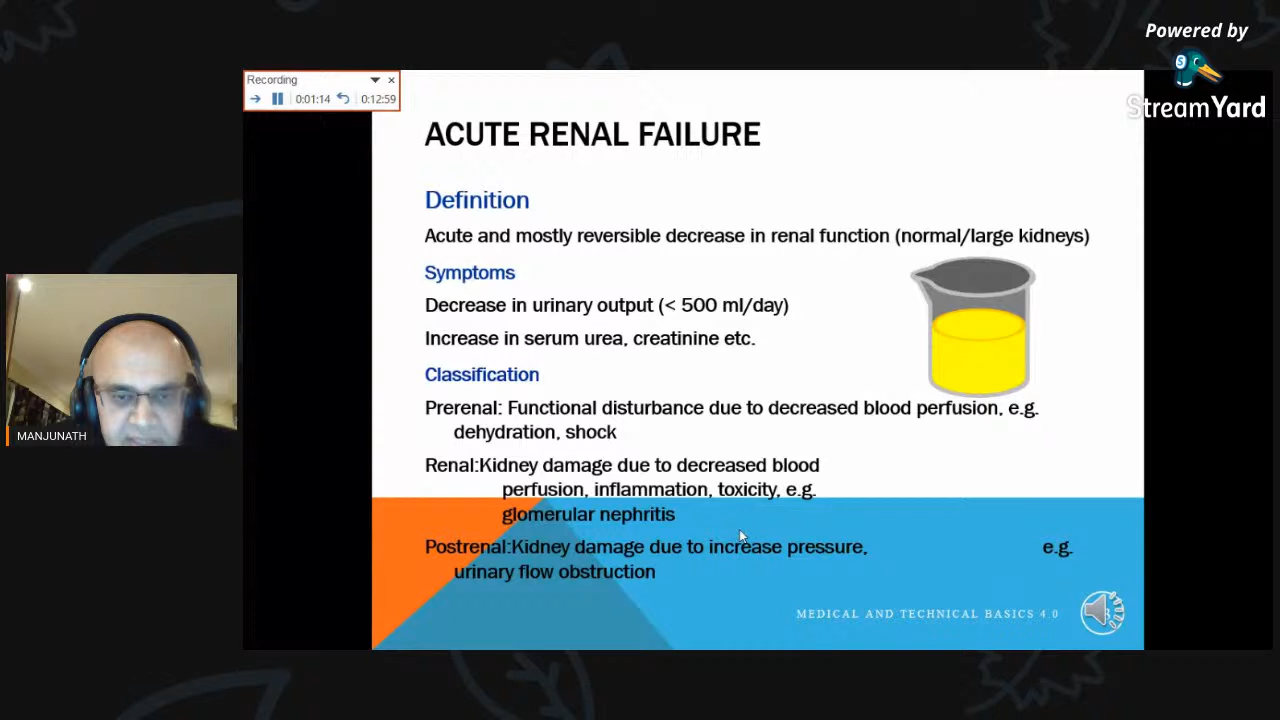 Powered by
StreamYard
Recording
0:01:14 0:12:59
ACUTE RENAL FAILURE
Definition
Acute and mostly reversible decrease in renal function (normal/large kidneys)
Symptoms
Decrease in urinary output (< 500 ml/day)
Increase in serum urea, creatinine etc.
Classification
Prerenal: Functional disturbance due to decreased blood perfusion, e.g.
dehydration, shock
Renal:Kidney damage due to decreased blood
perfusion, inflammation, toxicity, e.g.
glomerular nephritis
Postrenal:Kidney damage due to increase pressure, e.g.
urinary flow obstruction
MEDICAL AND TECHNICAL BASICS 4.0
MANJUNATH